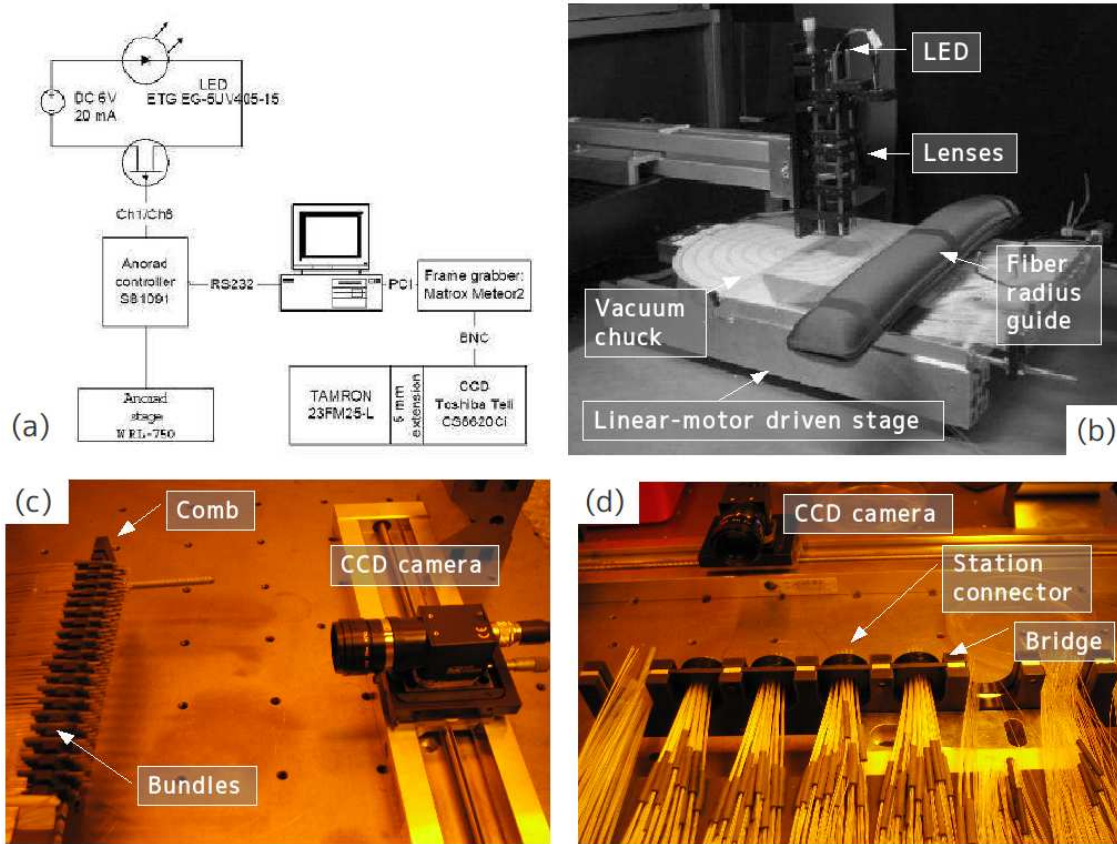 LED
ETG EG-5UV405-15
DC 6V
20 mA
Ch1/Ch8
Anorad
controller
SB1091
RS232
PCI
Frame grabber:
Matrox Meteor2
BNC
Anorad
stage
WRL-750
TAMRON
23FM25-L
5 mm
extension
CCD
Toshiba Teli
CS8620Ci
(a)
LED
Lenses
Fiber
radius
guide
Vacuum
chuck
Linear-motor driven stage
(b)
(c)
Comb
CCD camera
Bundles
(d)
CCD camera
Station
connector
Bridge